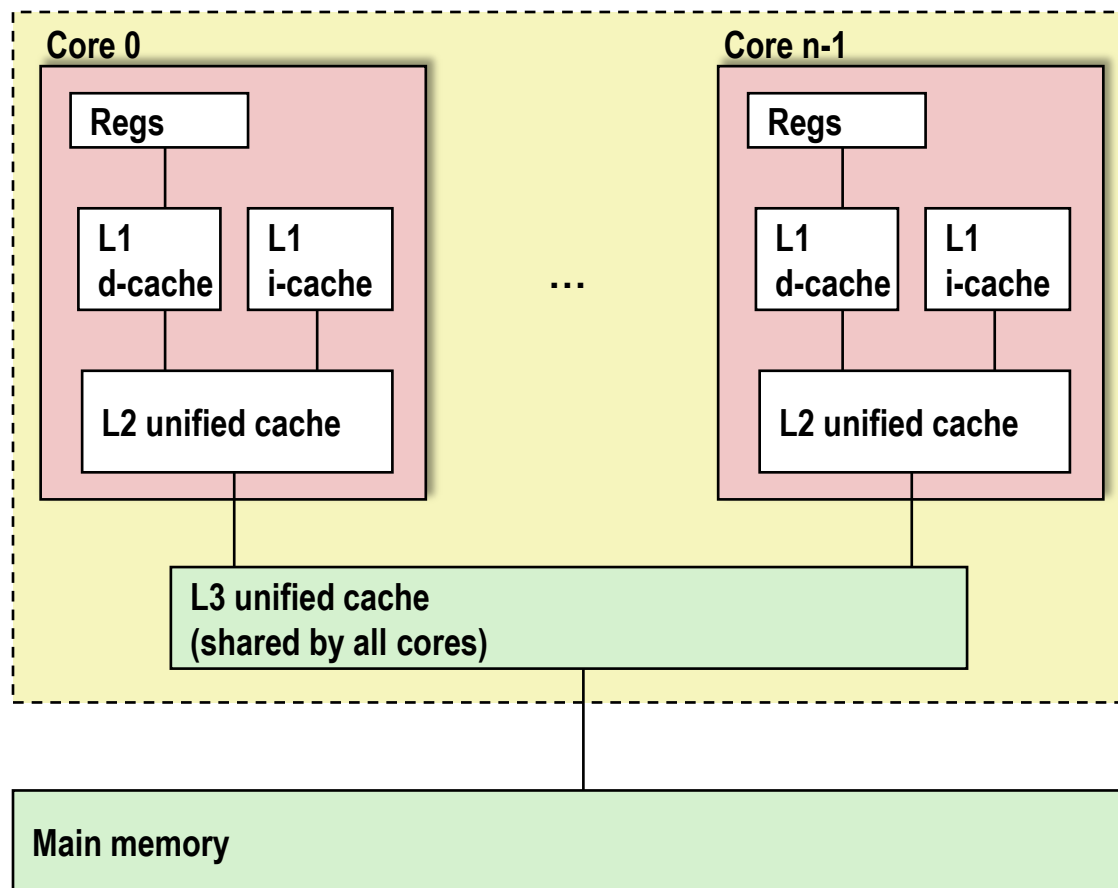 Core 0
Core n-1
Regs
Regs
L1
d-cache
L1
i-cache
...
L1
d-cache
L1
i-cache
L2 unified cache
L2 unified cache
L3 unified cache
(shared by all cores)
Main memory